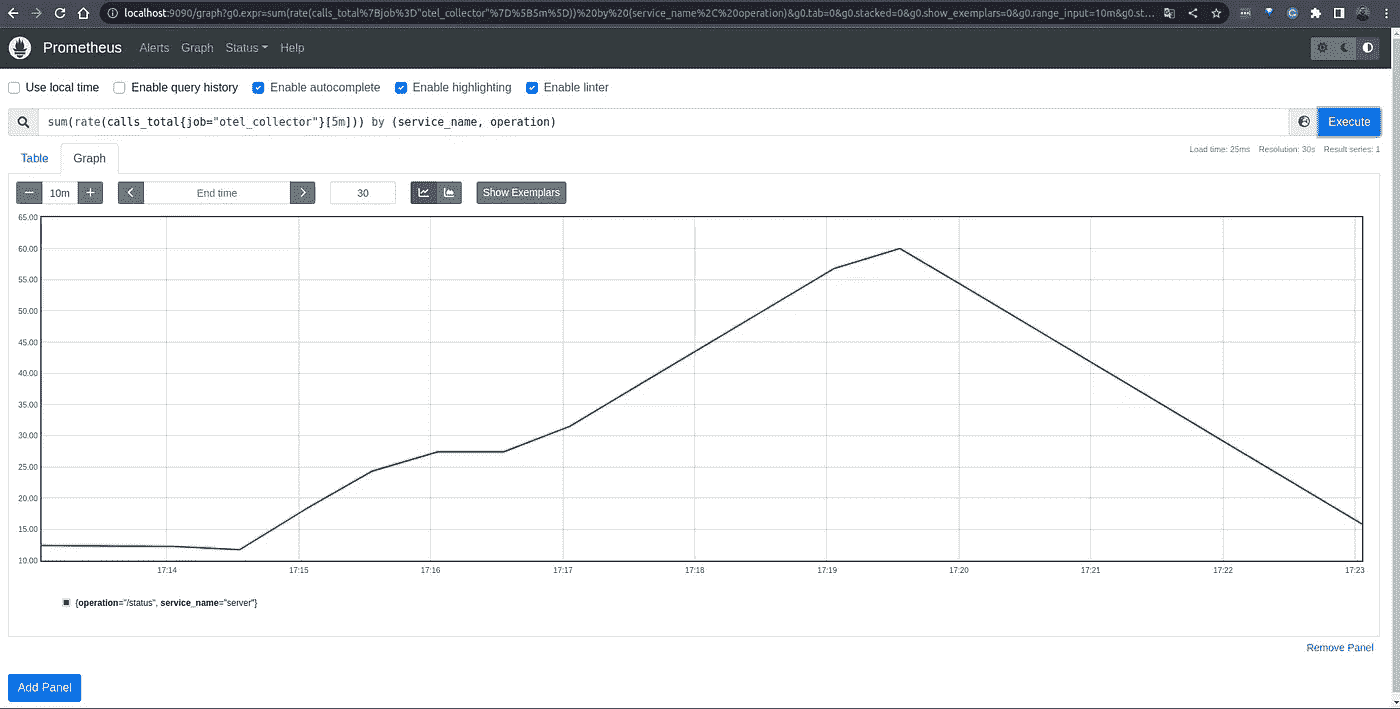 localhost:9090/graph?g0.expr=sum(rate(calls_total%7Bjob%3D"otel_collector"%7D%5B5m%5D))%20by%20(service_name%2C%20operation)&g0.tab=0&g0.stacked=0&g0.show_exemplars=0&g0.range_input=10m&g0.st...
Prometheus Alerts Graph Status Help
Use local time Enable query history Enable autocomplete Enable highlighting Enable linter
sum(rate(calls_total{job="otel_collector"}[5m])) by (service_name, operation) Execute
Load time: 25ms Resolution: 30s Result series: 1
Table Graph
10m End time 30 Show Exemplars
65.00
60.00
55.00
50.00
45.00
40.00
35.00
30.00
25.00
20.00
15.00
10.00
17:14 17:15 17:16 17:17 17:18 17:19 17:20 17:21 17:22 17:23
{operation="/status", service_name="server"}
Remove Panel
Add Panel